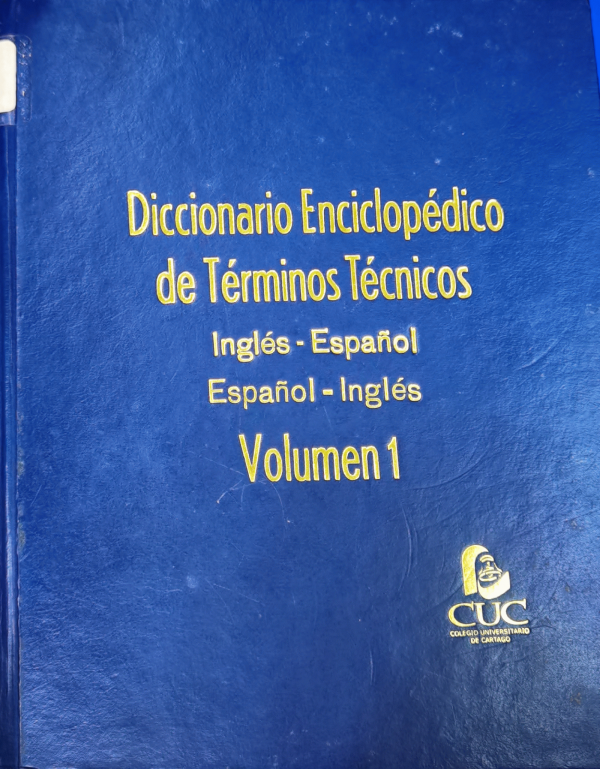 Diccionario Enciclopédico
de Términos Técnicos
Inglés - Español
Español - Inglés
Volumen 1
CUC
COLEGIO UNIVERSITARIO
DE CARTAGO